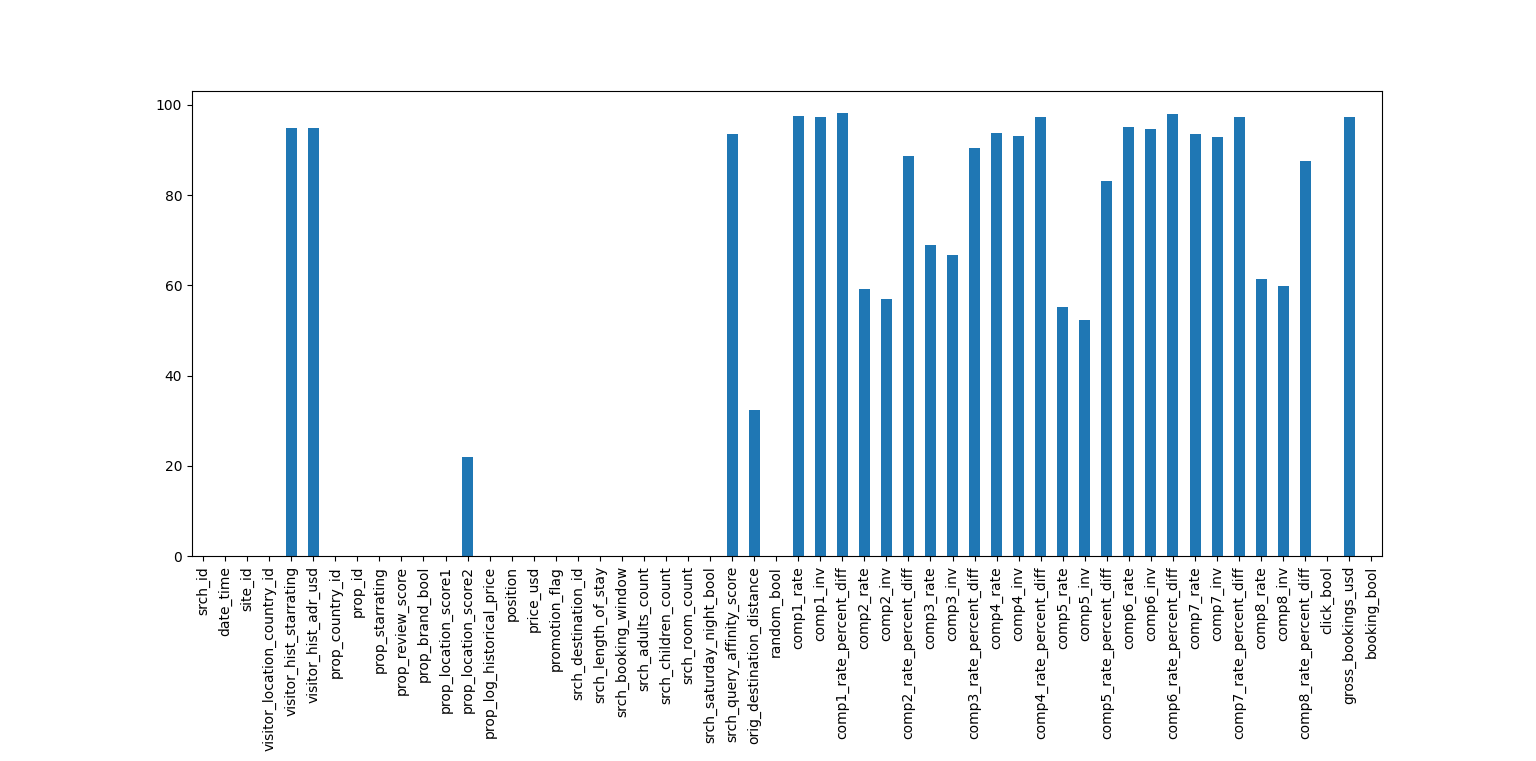 100
80
60
40
20
0
srch_id
date_time
site_id
visitor_location_country_id
visitor_hist_starrating
visitor_hist_adr_usd
prop_country_id
prop_id
prop_starrating
prop_review_score
prop_brand_bool
prop_location_score1
prop_location_score2
prop_log_historical_price
position
price_usd
promotion_flag
srch_destination_id
srch_length_of_stay
srch_booking_window
srch_adults_count
srch_children_count
srch_room_count
srch_saturday_night_bool
srch_query_affinity_score
orig_destination_distance
random_bool
comp1_rate
comp1_inv
comp1_rate_percent_diff
comp2_rate
comp2_inv
comp2_rate_percent_diff
comp3_rate
comp3_inv
comp3_rate_percent_diff
comp4_rate
comp4_inv
comp4_rate_percent_diff
comp5_rate
comp5_inv
comp5_rate_percent_diff
comp6_rate
comp6_inv
comp6_rate_percent_diff
comp7_rate
comp7_inv
comp7_rate_percent_diff
comp8_rate
comp8_inv
comp8_rate_percent_diff
click_bool
gross_bookings_usd
booking_bool